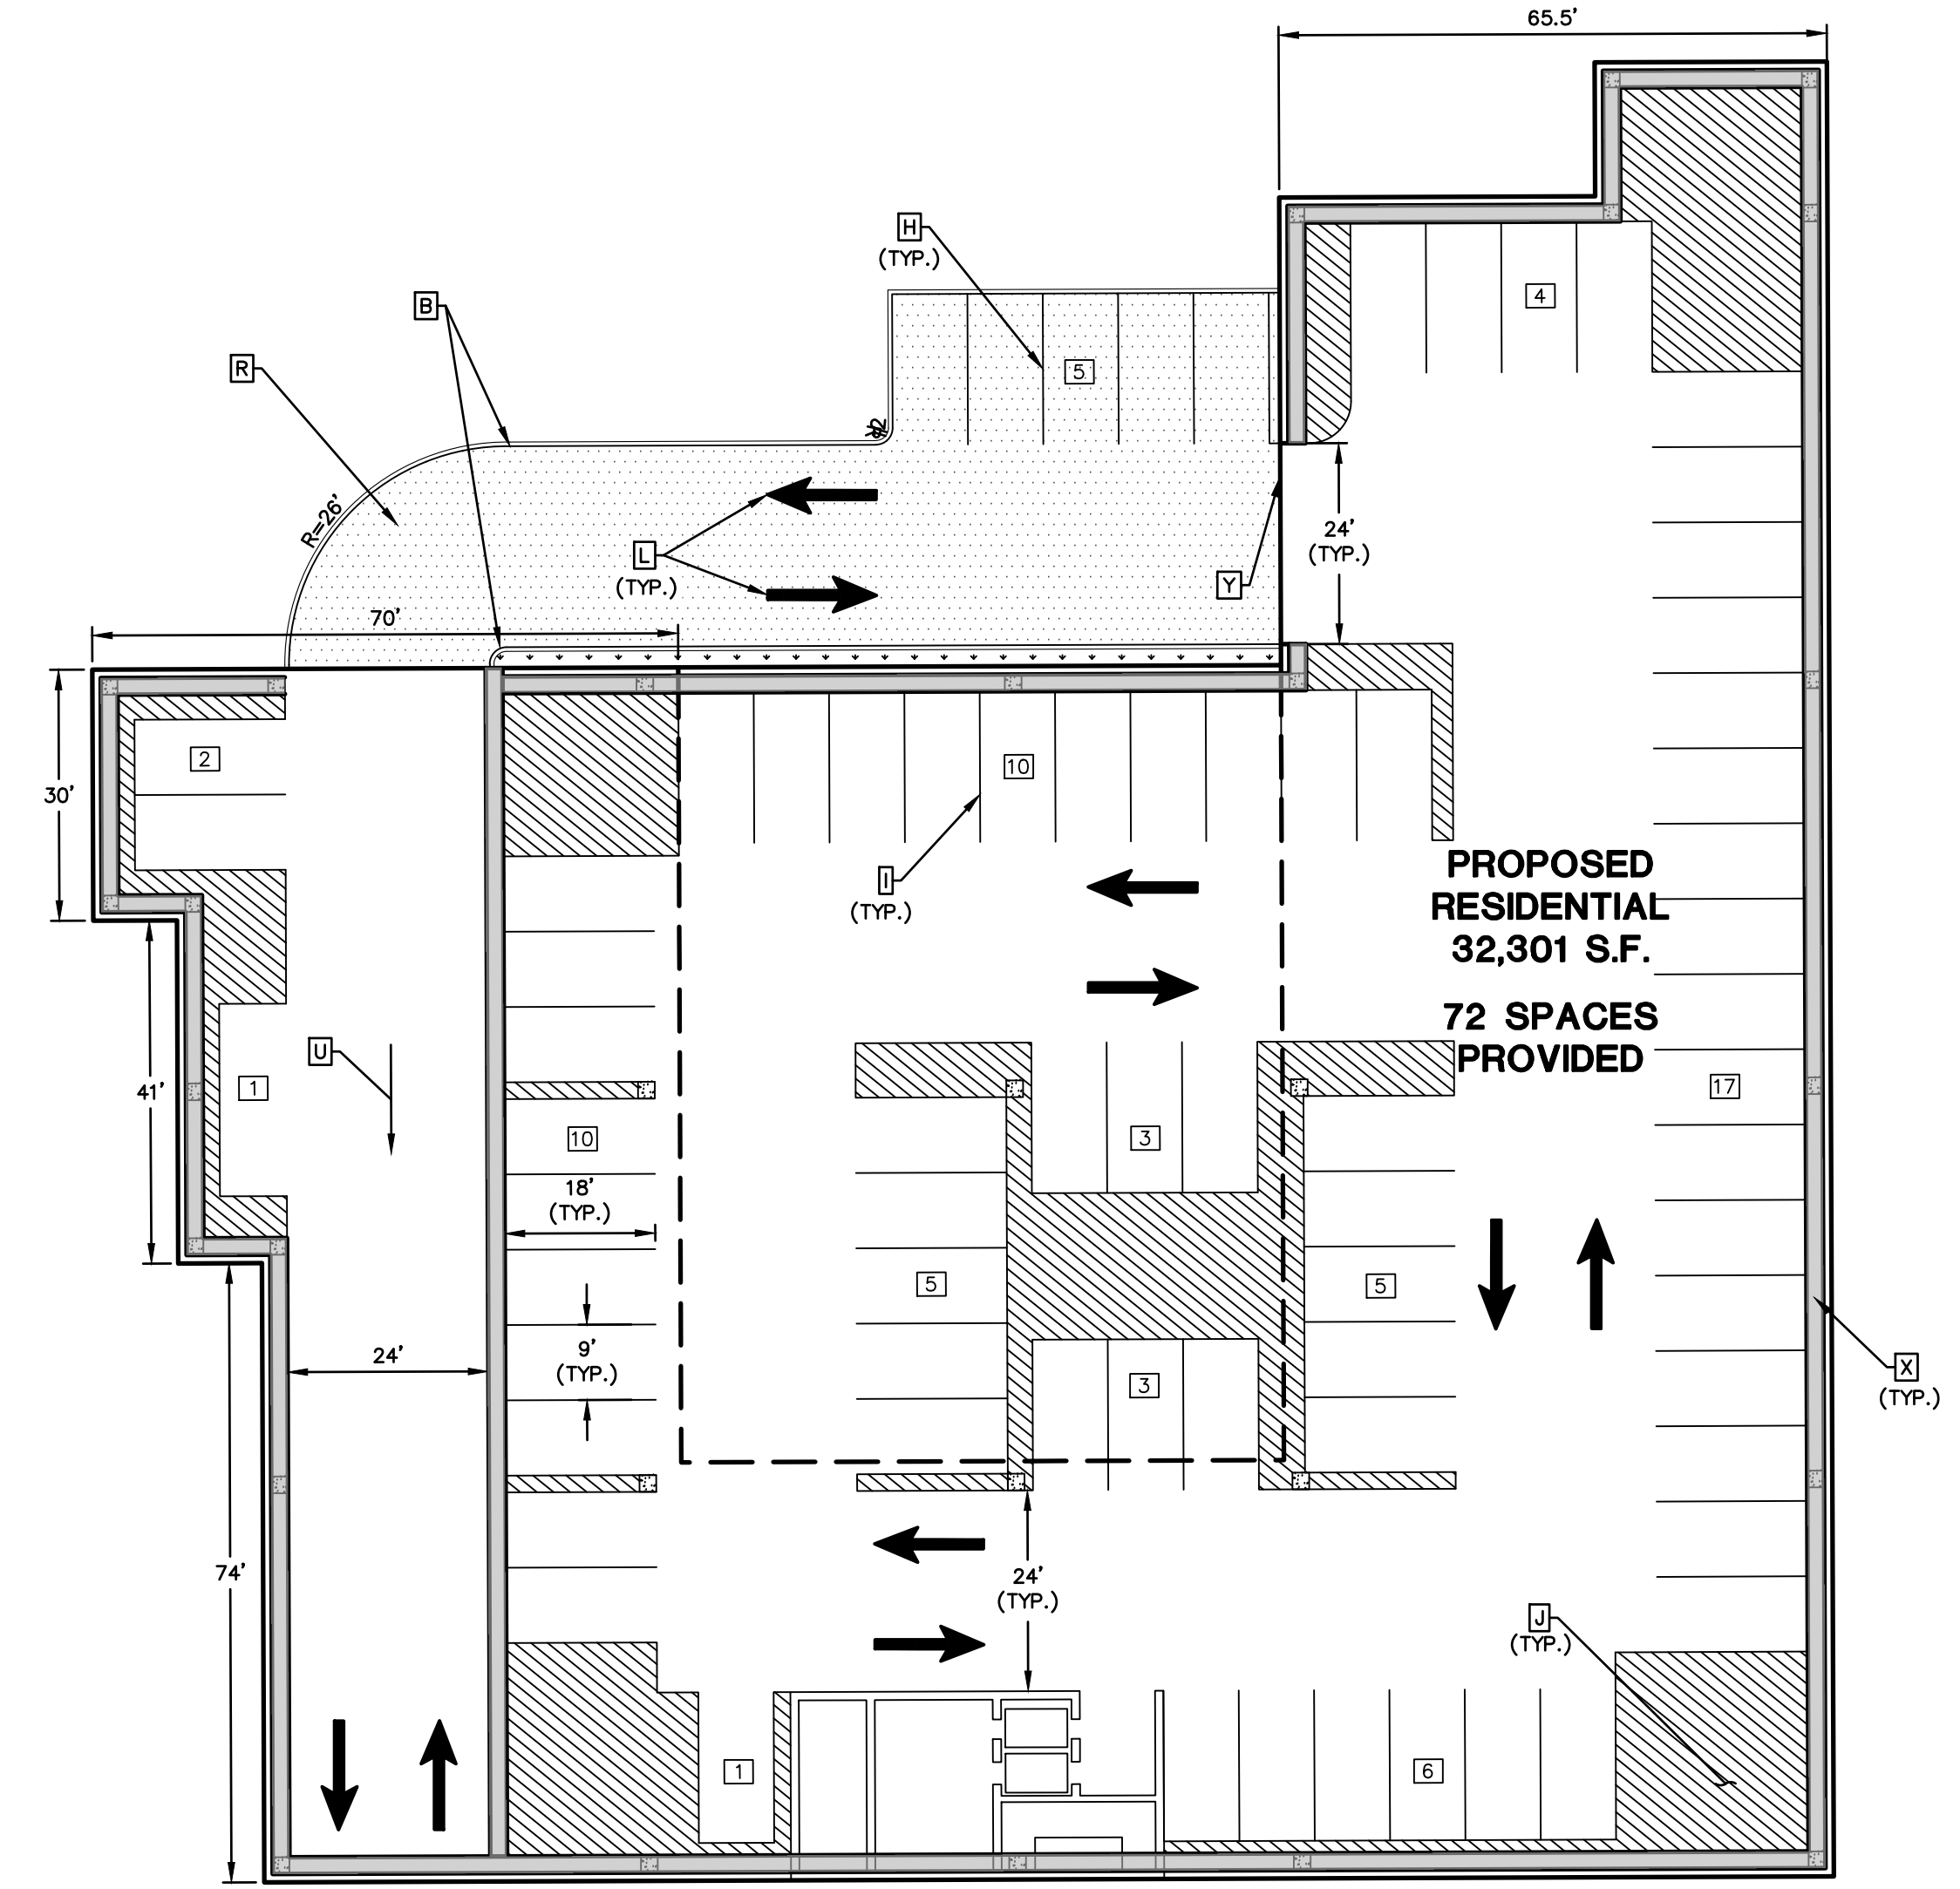 65.5'
H
(TYP.)
B
4
R
5
R=26'
24'
(TYP.)
L
(TYP.)
Y
70'
2
10
30'
I
(TYP.)
PROPOSED
RESIDENTIAL
32,301 S.F.
72 SPACES
PROVIDED
U
41'
1
10
3
17
18'
(TYP.)
5
5
24'
9'
(TYP.)
3
X
(TYP.)
74'
24'
(TYP.)
J
(TYP.)
1
6